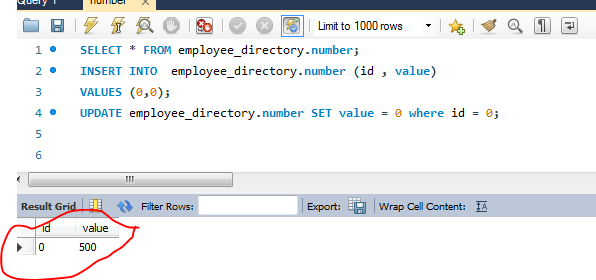 Query 1
number
Limit to 1000 rows
1 SELECT * FROM employee_directory.number;
2 INSERT INTO employee_directory.number (id , value)
3 VALUES (0,0);
4 UPDATE employee_directory.number SET value = 0 where id = 0;
5
6
Result Grid Filter Rows: Export: Wrap Cell Content: IA
id value
0 500